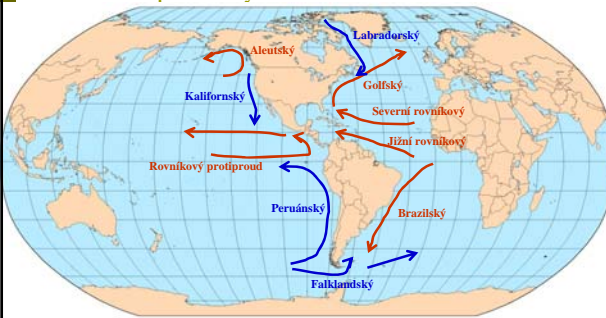 Labradorský
Aleutský
Golfský
Kalifornský
Severní rovníkový
Jižní rovníkový
Rovníkový protiproud
Peruánský
Brazilský
Falklandský